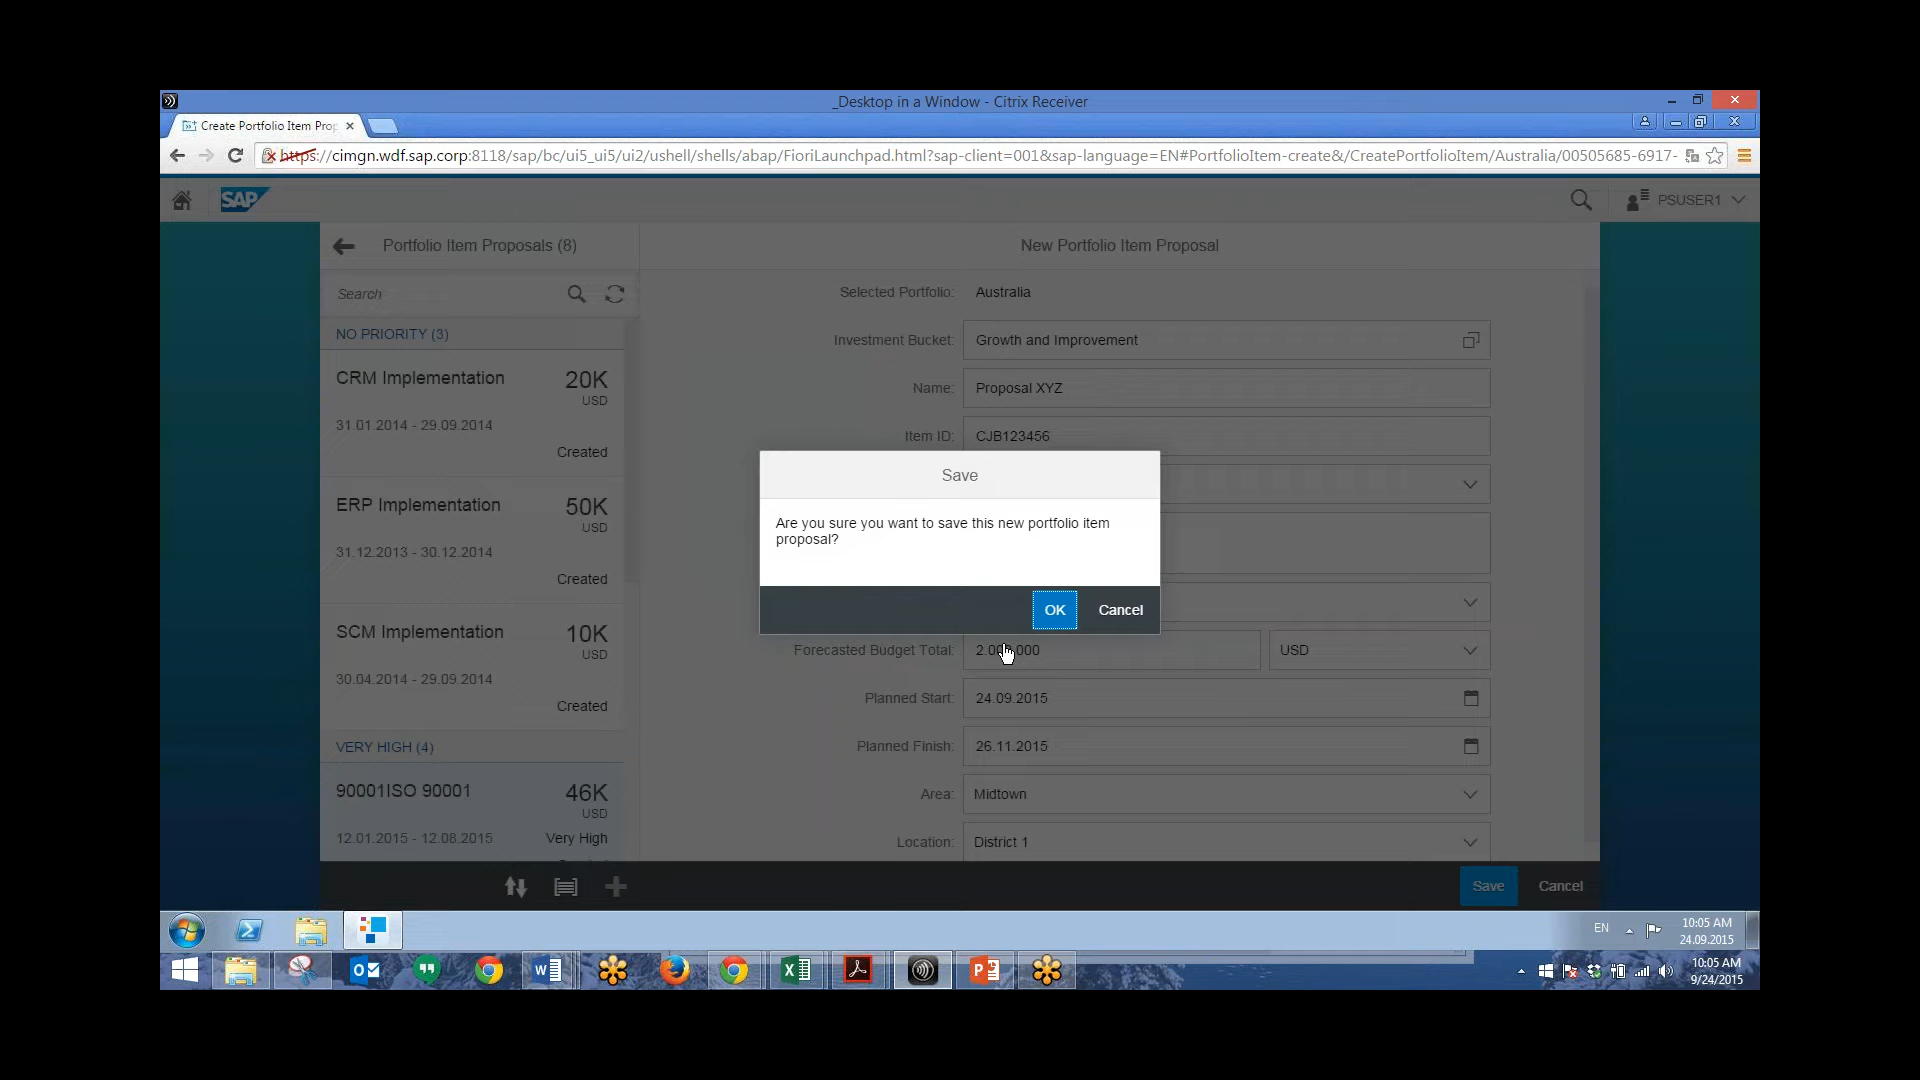 _Desktop in a Window - Citrix Receiver
Create Portfolio Item Prop
https://cimgn.wdf.sap.corp:8118/sap/bc/ui5_ui5/ui2/ushell/shells/abap/FioriLaunchpad.html?sap-client=001&sap-language=EN#PortfolioItem-create&/CreatePortfolioItem/Australia/00505685-6917-
SAP
PSUSER1
Portfolio Item Proposals (8)
Search
NO PRIORITY (3)
CRM Implementation 20K
USD
31.01.2014 - 29.09.2014
Created
ERP Implementation 50K
USD
31.12.2013 - 30.12.2014
Created
SCM Implementation 10K
USD
30.04.2014 - 29.09.2014
Created
VERY HIGH (4)
90001ISO 90001 46K
USD
12.01.2015 - 12.08.2015 Very High
New Portfolio Item Proposal
Selected Portfolio: Australia
Investment Bucket: Growth and Improvement
Name: Proposal XYZ
Item ID: CJB123456
Save
Are you sure you want to save this new portfolio item
proposal?
OK Cancel
Forecasted Budget Total: USD
Planned Start: 24.09.2015
Planned Finish: 26.11.2015
Area: Midtown
Location: District 1
Save Cancel
EN
10:05 AM
24.09.2015
10:05 AM
9/24/2015